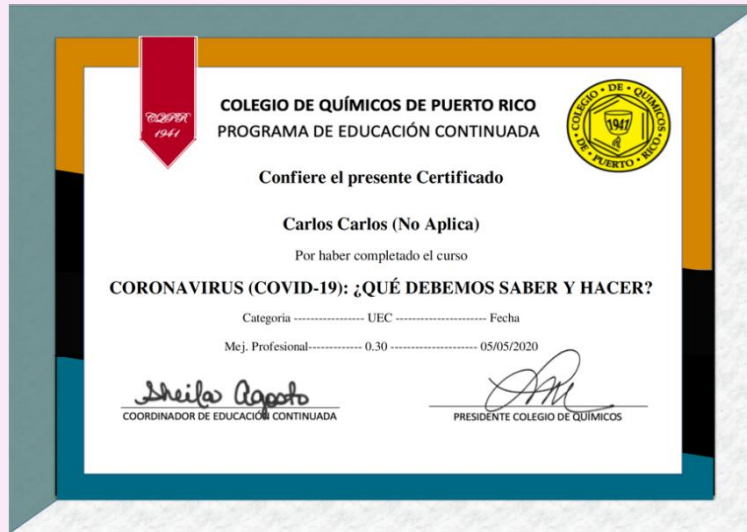 CQPR
1941
COLEGIO DE QUÍMICOS DE PUERTO RICO
PROGRAMA DE EDUCACIÓN CONTINUADA
COLEGIO • DE • QUIMICOS • DE • PUERTO • RICO
1941
Confiere el presente Certificado
Carlos Carlos (No Aplica)
Por haber completado el curso
CORONAVIRUS (COVID-19): ¿QUÉ DEBEMOS SABER Y HACER?
Categoria ----------------- UEC ---------------------- Fecha
Mej. Profesional------------- 0.30 --------------------- 05/05/2020
Sheila Agosto
COORDINADOR DE EDUCACIÓN CONTINUADA
PRESIDENTE COLEGIO DE QUÍMICOS